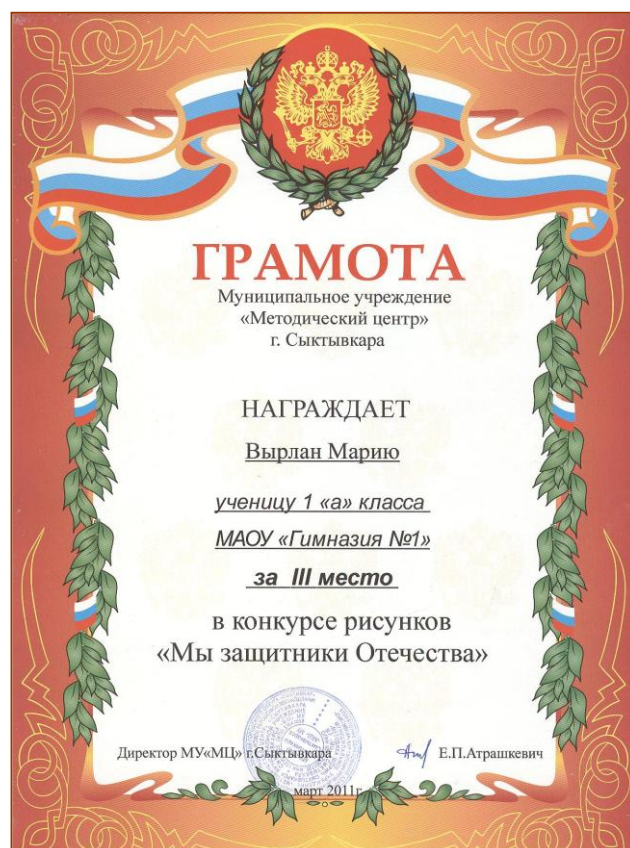 ГРАМОТА
Муниципальное учреждение
«Методический центр»
г. Сыктывкара
НАГРАЖДАЕТ
Вырлан Марию
ученицу 1 «а» класса
МАОУ «Гимназия №1»
за III место
в конкурсе рисунков
«Мы защитники Отечества»
Директор МУ«МЦ» г.Сыктывкара Е.П.Атрашкевич
март 2011г.